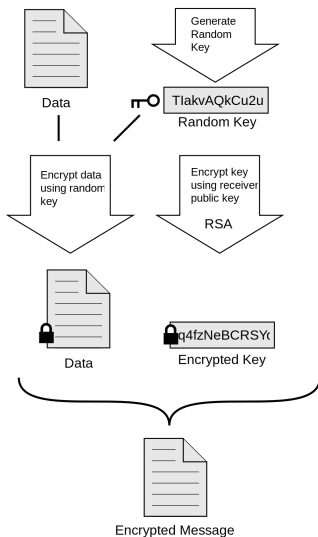 Generate
Random
Key
TIakvAQkCu2u
Data
Random Key
Encrypt data
using random
key
Encrypt key
using receiver
public key
RSA
q4fzNeBCRSY
Data
Encrypted Key
Encrypted Message